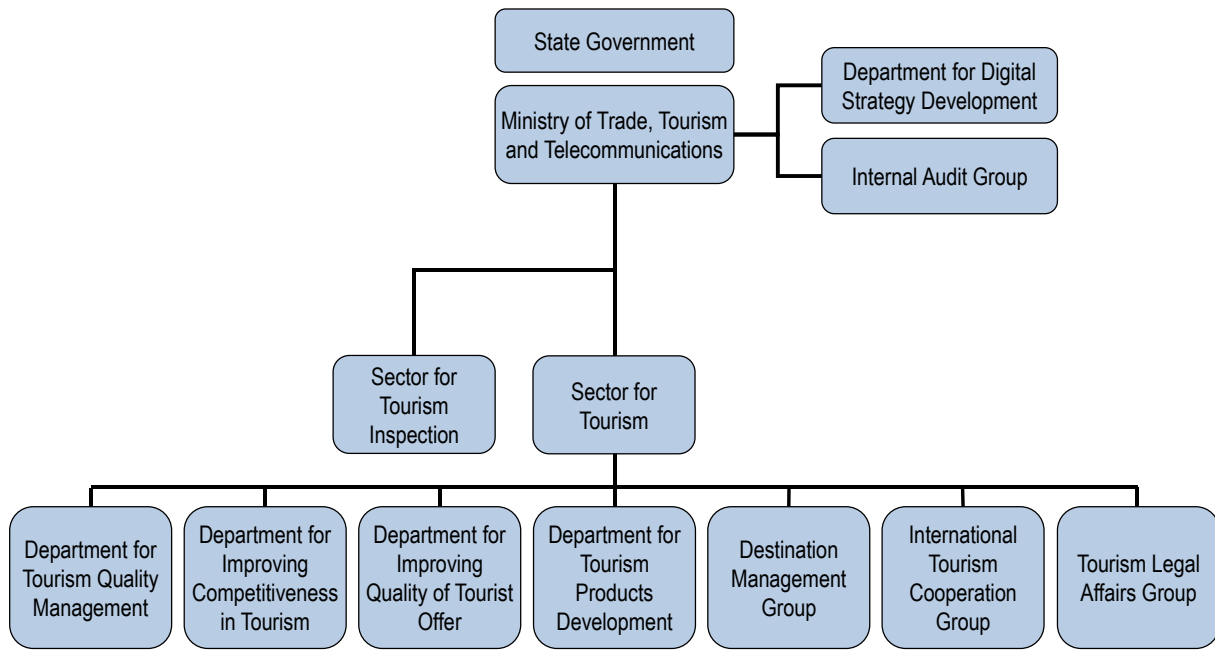 State Government
Department for Digital
Strategy Development
Ministry of Trade, Tourism
and Telecommunications
Internal Audit Group
Sector for
Tourism
Inspection
Sector for
Tourism
Department for
Tourism Quality
Management
Department for
Improving
Competitiveness
in Tourism
Department for
Improving
Quality of Tourist
Offer
Department for
Tourism
Products
Development
Destination
Management
Group
International
Tourism
Cooperation
Group
Tourism Legal
Affairs Group